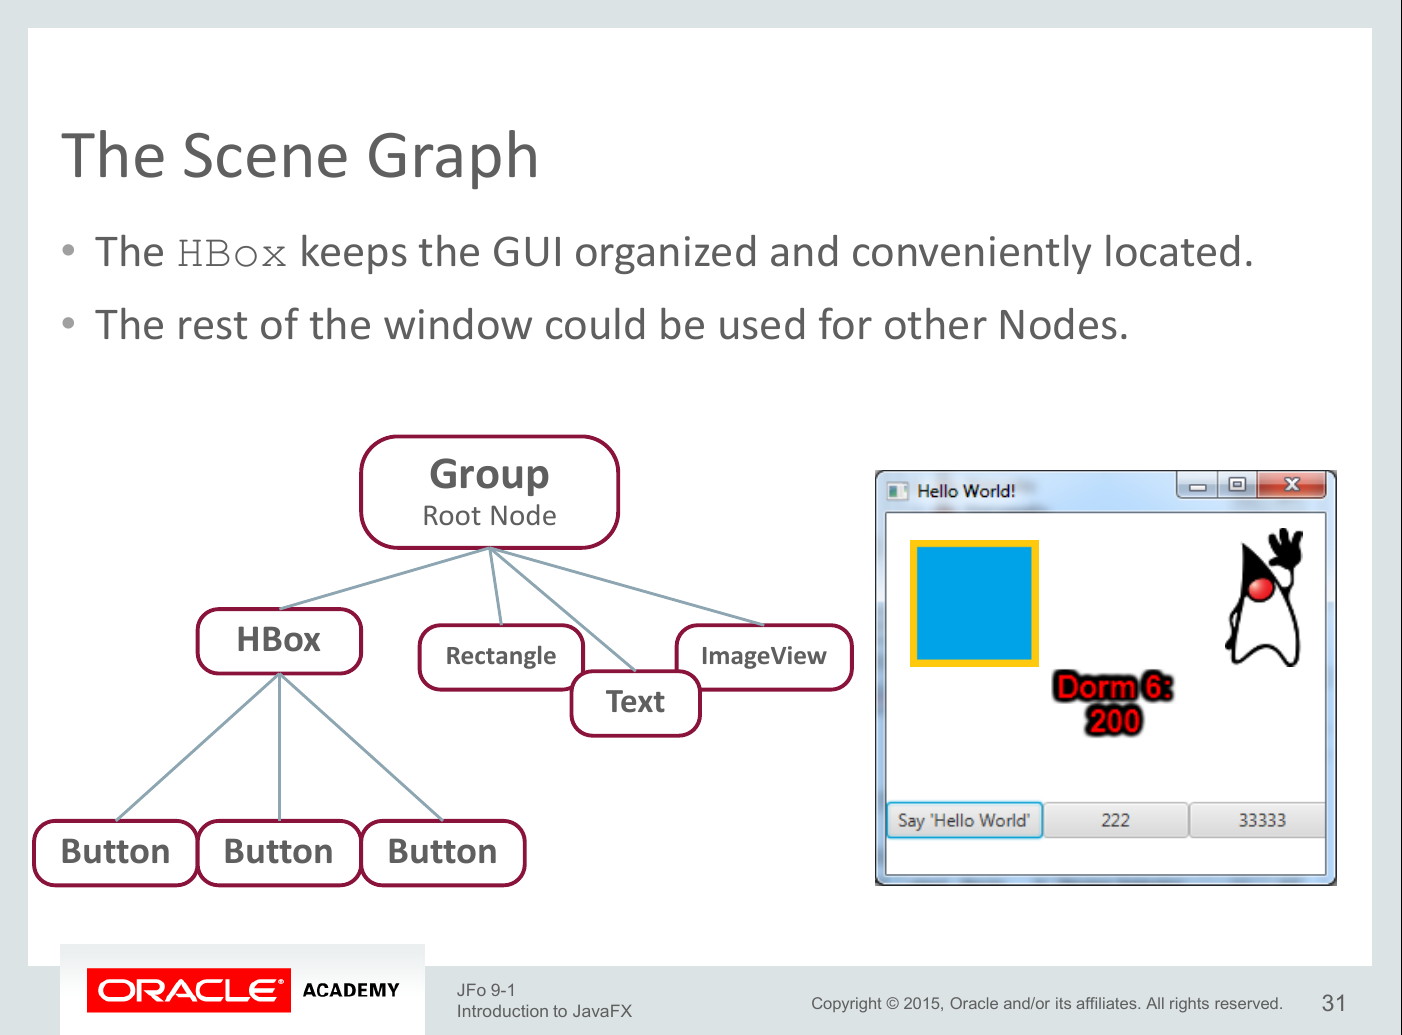 The Scene Graph
• The HBox keeps the GUI organized and conveniently located.
• The rest of the window could be used for other Nodes.
Group
Root Node
HBox
Rectangle
ImageView
Text
Button Button Button
Hello World!
Dorm 6:
200
Say 'Hello World' 222 33333
ORACLE® ACADEMY
JFo 9-1
Introduction to JavaFX
Copyright © 2015, Oracle and/or its affiliates. All rights reserved. 31